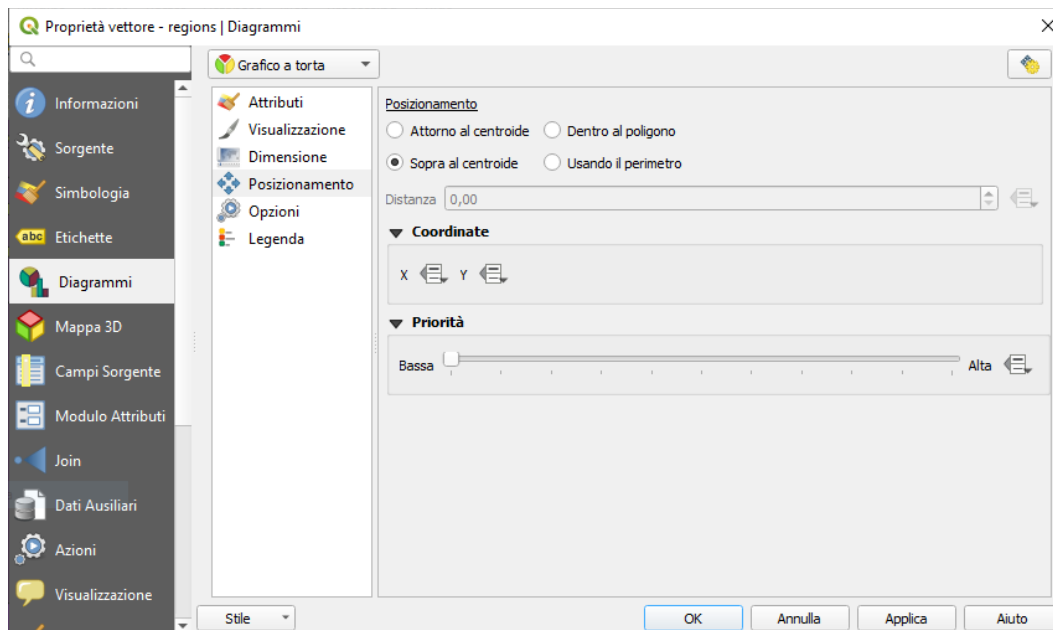 Proprietà vettore - regions | Diagrammi
Grafico a torta
Informazioni
Sorgente
Simbologia
abc Etichette
Diagrammi
Mappa 3D
Campi Sorgente
Modulo Attributi
Join
Dati Ausiliari
Azioni
Visualizzazione
Attributi
Visualizzazione
Dimensione
Posizionamento
Opzioni
Legenda
Posizionamento
Attorno al centroide Dentro al poligono
Sopra al centroide Usando il perimetro
Distanza 0,00
Coordinate
X Y
Priorità
Bassa Alta
Stile OK Annulla Applica Aiuto